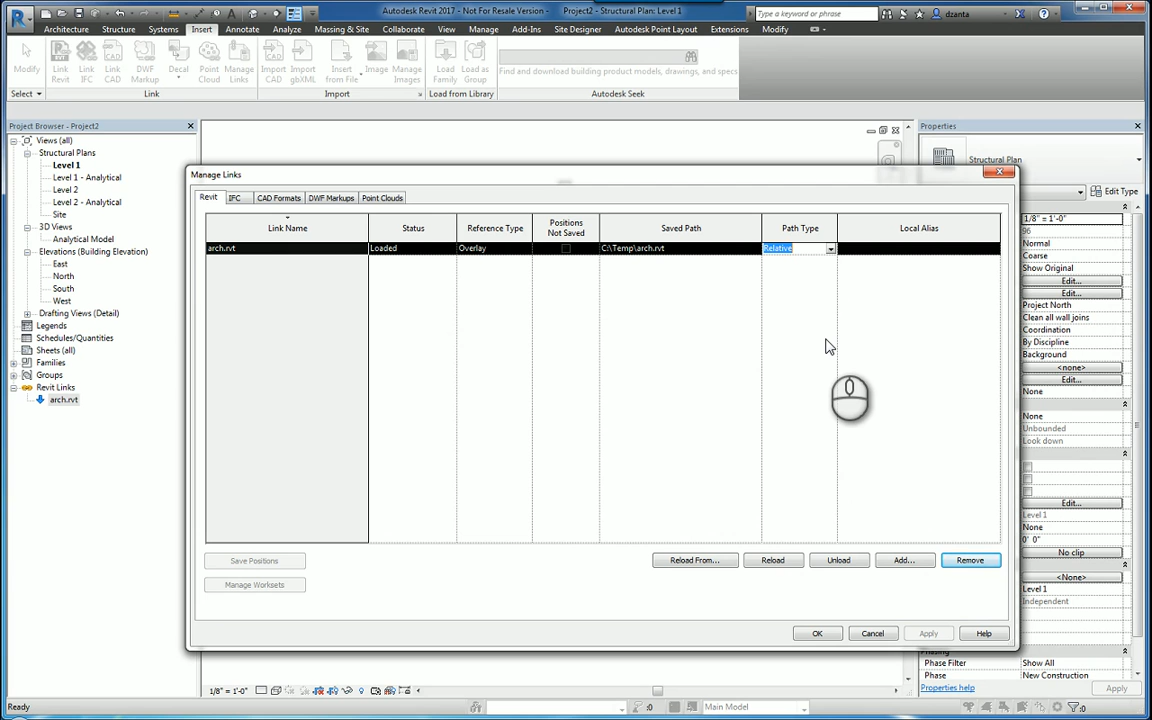 Autodesk Revit 2017 - Not For Resale Version - Project2 - Structural Plan: Level 1
Type a keyword or phrase
dzanta
Architecture Structure Systems Insert Annotate Analyze Massing & Site Collaborate View Manage Add-Ins Site Designer Autodesk Point Layout Extensions Modify
Modify
Link Revit
Link IFC
Link CAD
DWF Markup
Decal
Point Cloud
Manage Links
Import CAD
Import gbXML
Insert from File
Image
Manage Images
Load Family
Load as Group
Find and download building product models, drawings, and specs
Select
Link
Import
Load from Library
Autodesk Seek
Project Browser - Project2
Views (all)
Structural Plans
Level 1
Level 1 - Analytical
Level 2
Level 2 - Analytical
Site
3D Views
Analytical Model
Elevations (Building Elevation)
East
North
South
West
Drafting Views (Detail)
Legends
Schedules/Quantities
Sheets (all)
Families
Groups
Revit Links
arch.rvt
Manage Links
Revit IFC CAD Formats DWF Markups Point Clouds
Link Name Status Reference Type Positions Not Saved Saved Path Path Type Local Alias
arch.rvt Loaded Overlay C:\Temp\arch.rvt Relative
Save Positions
Manage Worksets
Reload From... Reload Unload Add... Remove
OK Cancel Apply Help
Properties
Structural Plan
Edit Type
1/8" = 1'-0"
96
Normal
Coarse
Show Original
Edit...
Edit...
Project North
Clean all wall joins
Coordination
By Discipline
Background
<none>
Edit...
None
None
Unbounded
Look down
Edit...
Level 1
None
0' 0"
No clip
<None>
Level 1
Independent
Phasing
Phase Filter Show All
Phase New Construction
Properties help
Apply
1/8" = 1'-0"
Ready
:0
Main Model
:0